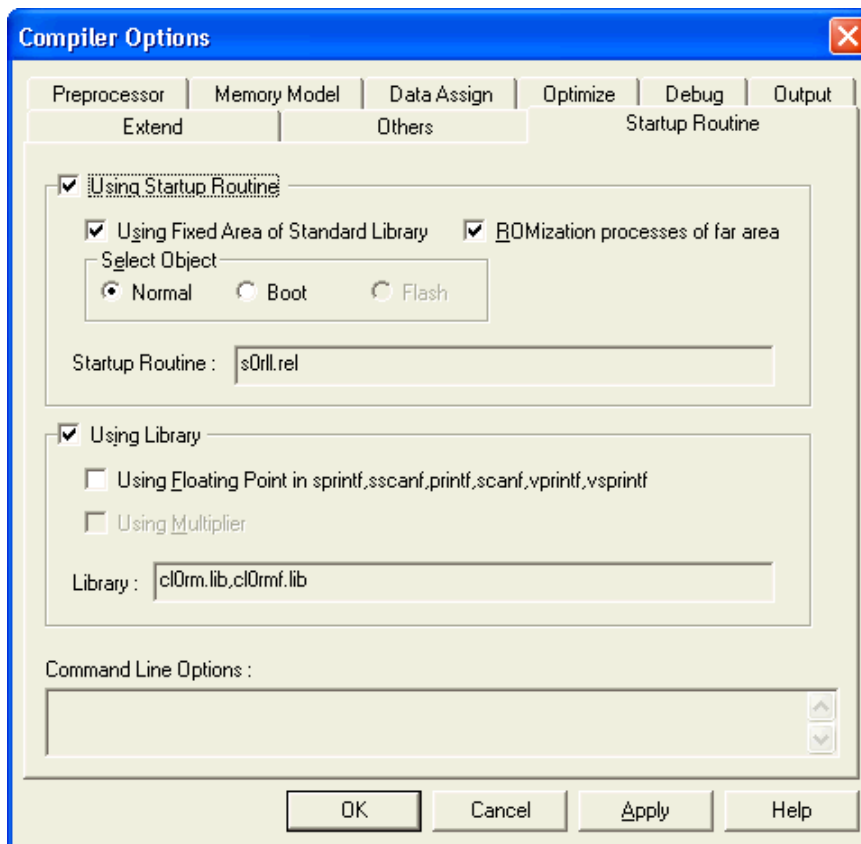 Compiler Options
Preprocessor Memory Model Data Assign Optimize Debug Output
Extend Others Startup Routine
Using Startup Routine
Using Fixed Area of Standard Library ROMization processes of far area
Select Object
Normal Boot Flash
Startup Routine : s0rll.rel
Using Library
Using Floating Point in sprintf,sscanf,printf,scanf,vprintf,vsprintf
Using Multiplier
Library : cl0rm.lib,cl0rmf.lib
Command Line Options :
OK Cancel Apply Help